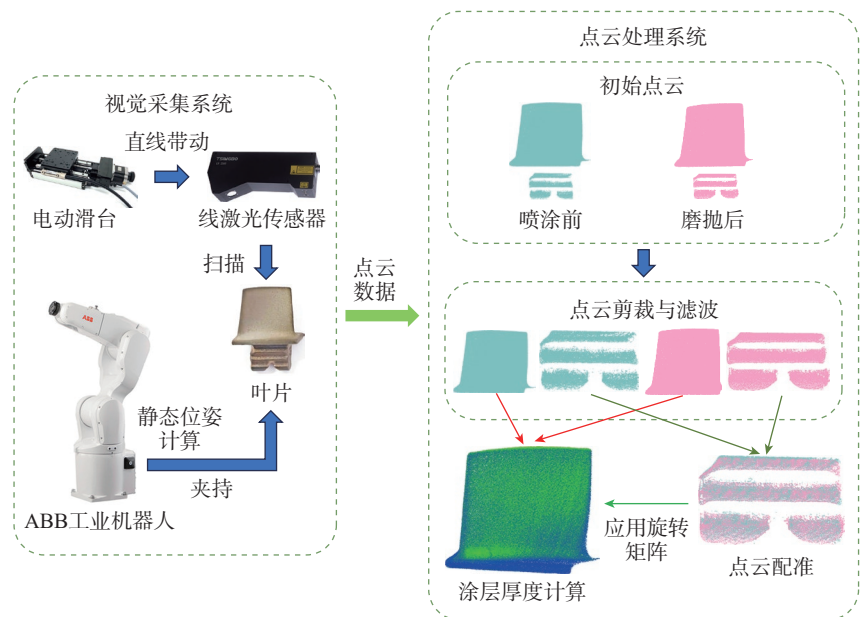 视觉采集系统
直线带动
电动滑台
线激光传感器
扫描
叶片
ABB
静态位姿
计算
夹持
ABB工业机器人
点云
数据
点云处理系统
初始点云
喷涂前
磨抛后
点云剪裁与滤波
应用旋转
矩阵
涂层厚度计算
点云配准